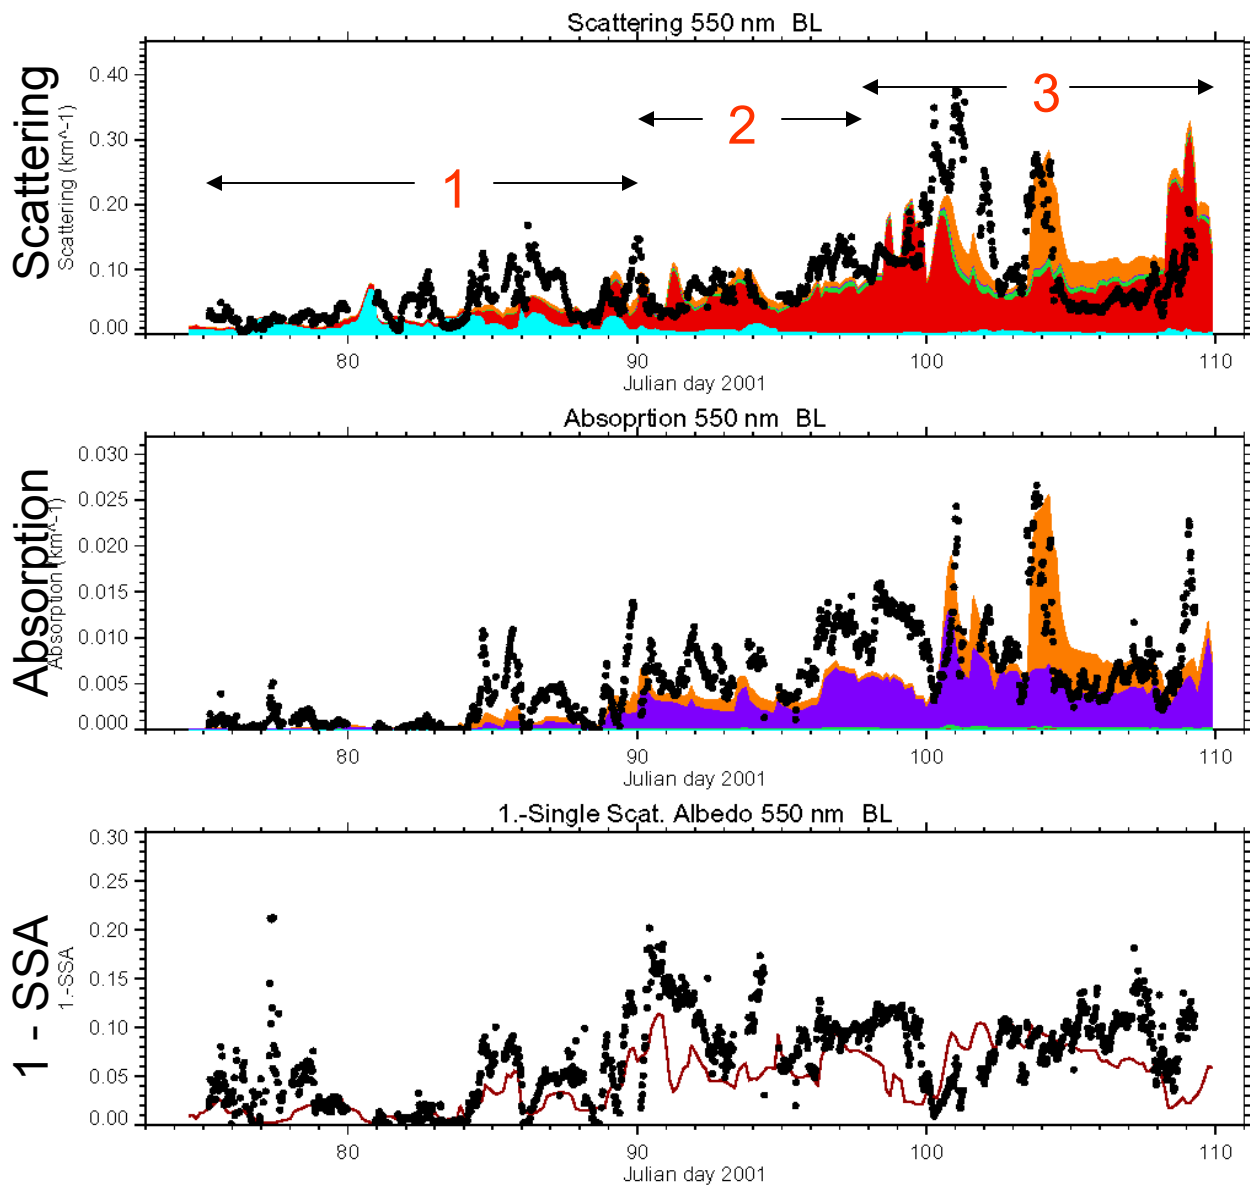 Scattering 550 nm BL
Scattering
Scattering (km^-1)
0.40
0.30
0.20
0.10
0.00
1
2
3
80
90
100
110
Julian day 2001
Absoprtion 550 nm BL
Absorption
Absorption (km^-1)
0.030
0.025
0.020
0.015
0.010
0.005
0.000
80
90
100
110
Julian day 2001
1.-Single Scat. Albedo 550 nm BL
1 - SSA
1.-SSA
0.30
0.25
0.20
0.15
0.10
0.05
0.00
80
90
100
110
Julian day 2001